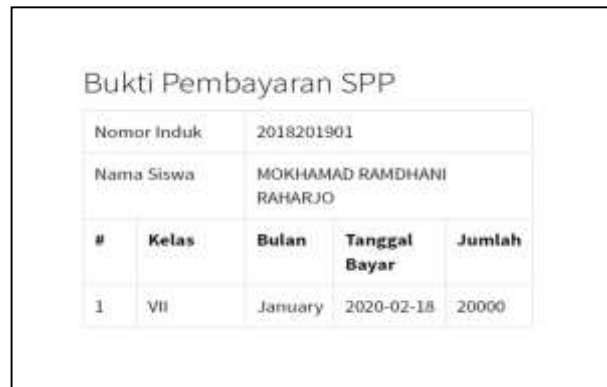 Bukti Pembayaran SPP
Nomor Induk 2018201901
Nama Siswa MOKHAMAD RAMDHANI
RAHARJO
# Kelas Bulan Tanggal Jumlah
Bayar
1 VII January 2020-02-18 20000